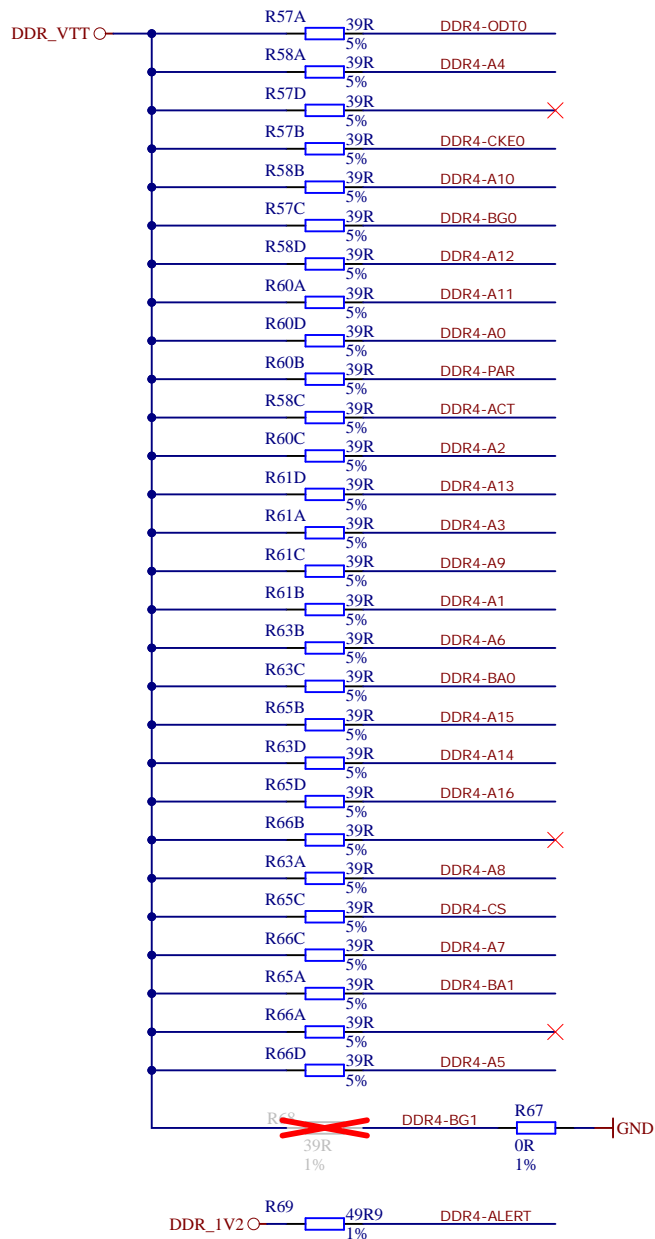 R57A 39R DDR4-ODT0
DDR_VTT
5%
R58A 39R DDR4-A4
5%
R57D 39R
5%
R57B 39R DDR4-CKE0
5%
R58B 39R DDR4-A10
5%
R57C 39R DDR4-BG0
5%
R58D 39R DDR4-A12
5%
R60A 39R DDR4-A11
5%
R60D 39R DDR4-A0
5%
R60B 39R DDR4-PAR
5%
R58C 39R DDR4-ACT
5%
R60C 39R DDR4-A2
5%
R61D 39R DDR4-A13
5%
R61A 39R DDR4-A3
5%
R61C 39R DDR4-A9
5%
R61B 39R DDR4-A1
5%
R63B 39R DDR4-A6
5%
R63C 39R DDR4-BA0
5%
R65B 39R DDR4-A15
5%
R63D 39R DDR4-A14
5%
R65D 39R DDR4-A16
5%
R66B 39R
5%
R63A 39R DDR4-A8
5%
R65C 39R DDR4-CS
5%
R66C 39R DDR4-A7
5%
R65A 39R DDR4-BA1
5%
R66A 39R
5%
R66D 39R DDR4-A5
5%
R68 DDR4-BG1 R67
GND
39R 0R
1% 1%
R69 49R9 DDR4-ALERT
DDR_1V2
1%